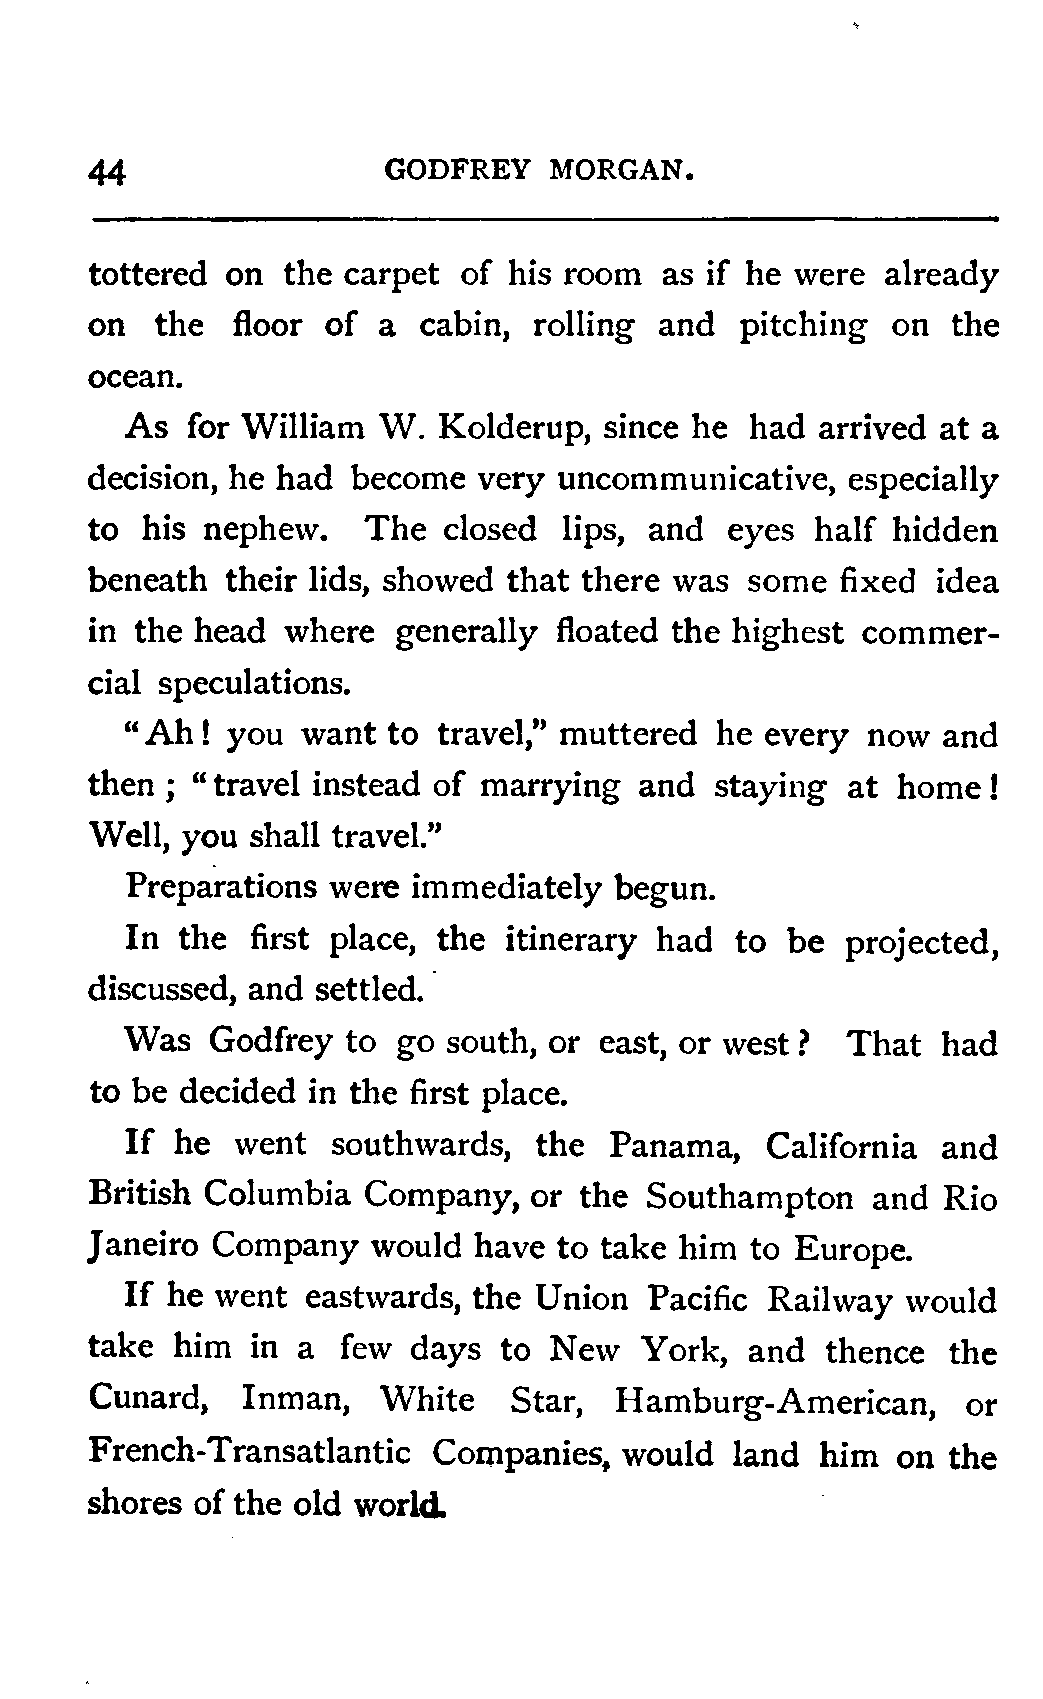 44 GODFREY MORGAN.
tottered on the carpet of his room as if he were already
on the floor of a cabin, rolling and pitching on the
ocean.
As for William W. Kolderup, since he had arrived at a
decision, he had become very uncommunicative, especially
to his nephew. The closed lips, and eyes half hidden
beneath their lids, showed that there was some fixed idea
in the head where generally floated the highest commer-
cial speculations.
"Ah! you want to travel," muttered he every now and
then; "travel instead of marrying and staying at home!
Well, you shall travel."
Preparations were immediately begun.
In the first place, the itinerary had to be projected,
discussed, and settled.
Was Godfrey to go south, or east, or west? That had
to be decided in the first place.
If he went southwards, the Panama, California and
British Columbia Company, or the Southampton and Rio
Janeiro Company would have to take him to Europe.
If he went eastwards, the Union Pacific Railway would
take him in a few days to New York, and thence the
Cunard, Inman, White Star, Hamburg-American, or
French-Transatlantic Companies, would land him on the
shores of the old world.